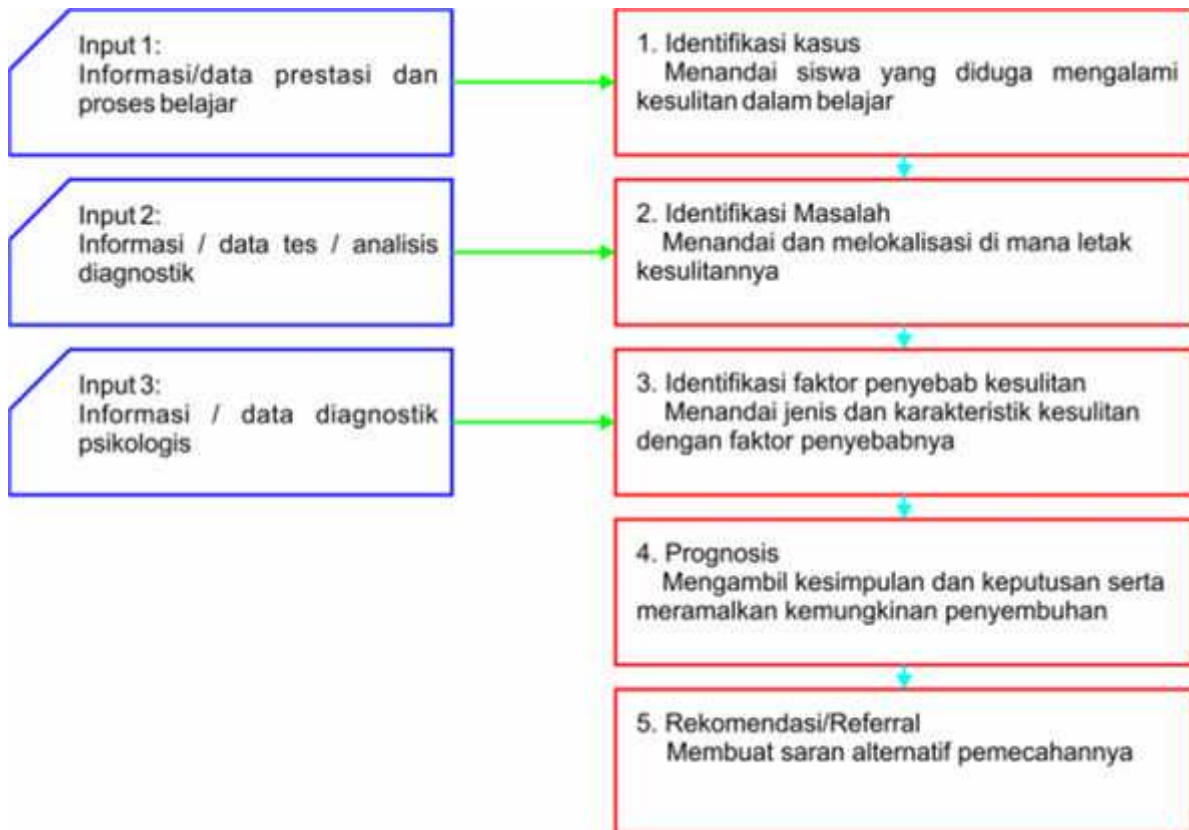 Input 1:
Informasi/data prestasi dan
proses belajar
1. Identifikasi kasus
Menandai siswa yang diduga mengalami
kesulitan dalam belajar
Input 2:
Informasi / data tes / analisis
diagnostik
2. Identifikasi Masalah
Menandai dan melokalisasi di mana letak
kesulitannya
Input 3:
Informasi / data diagnostik
psikologis
3. Identifikasi faktor penyebab kesulitan
Menandai jenis dan karakteristik kesulitan
dengan faktor penyebabnya
4. Prognosis
Mengambil kesimpulan dan keputusan serta
meramalkan kemungkinan penyembuhan
5. Rekomendasi/Referral
Membuat saran alternatif pemecahannya